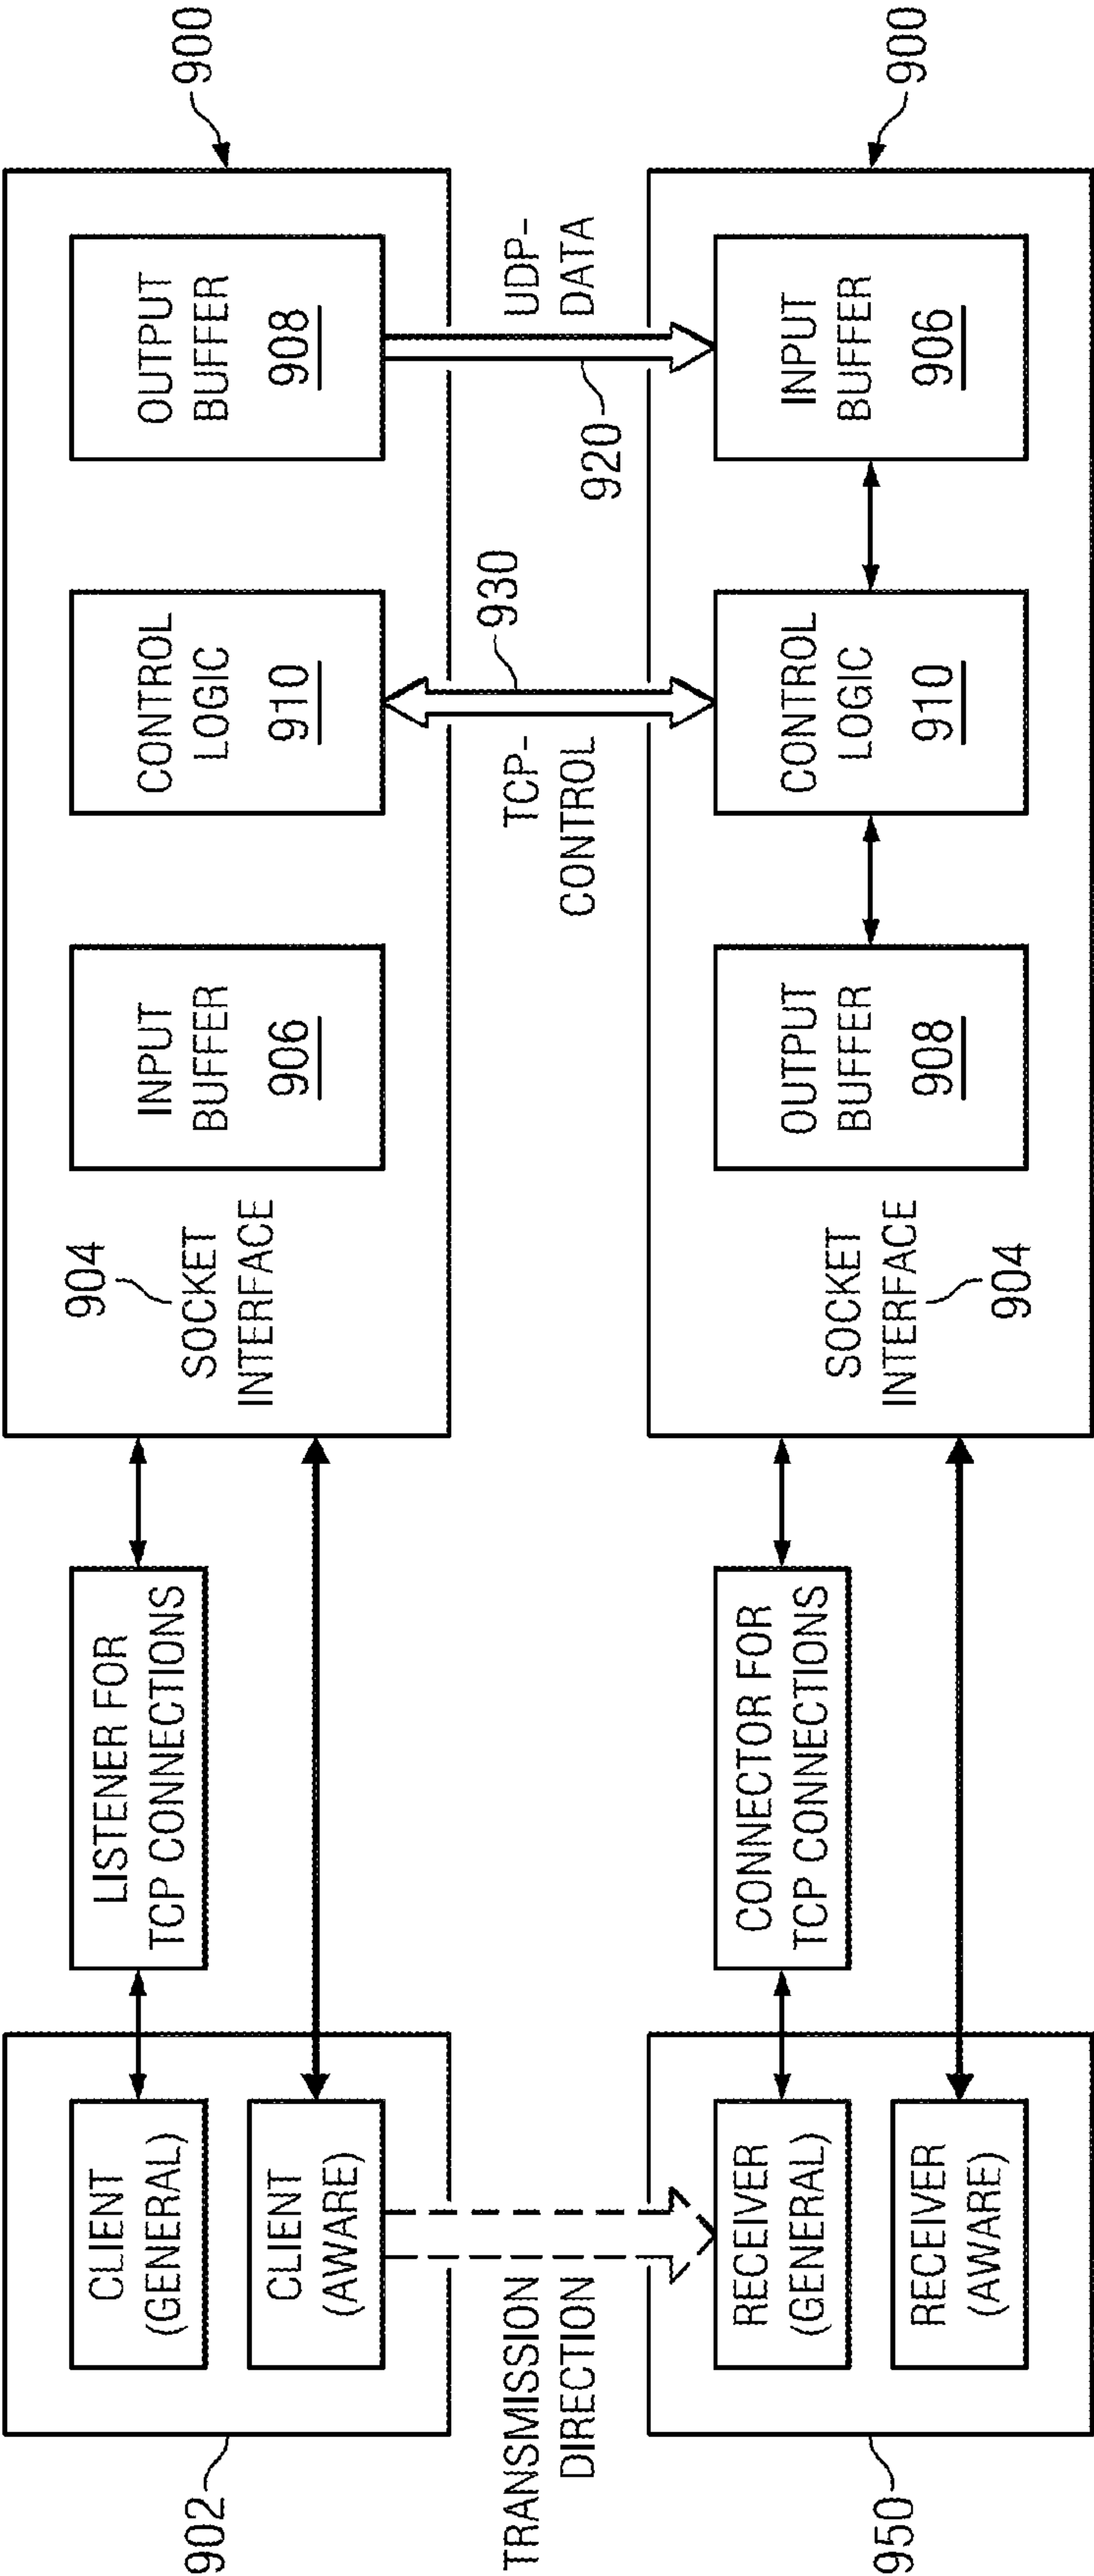 902
CLIENT
(GENERAL)
CLIENT
(AWARE)
LISTENER FOR
TCP CONNECTIONS
904
SOCKET
INTERFACE
INPUT
BUFFER
906
CONTROL
LOGIC
910
OUTPUT
BUFFER
908
900
TRANSMISSION
DIRECTION
TCP-
CONTROL
930
920
UDP-
DATA
950
RECEIVER
(GENERAL)
RECEIVER
(AWARE)
CONNECTOR FOR
TCP CONNECTIONS
SOCKET
INTERFACE
904
OUTPUT
BUFFER
908
CONTROL
LOGIC
910
INPUT
BUFFER
906
900